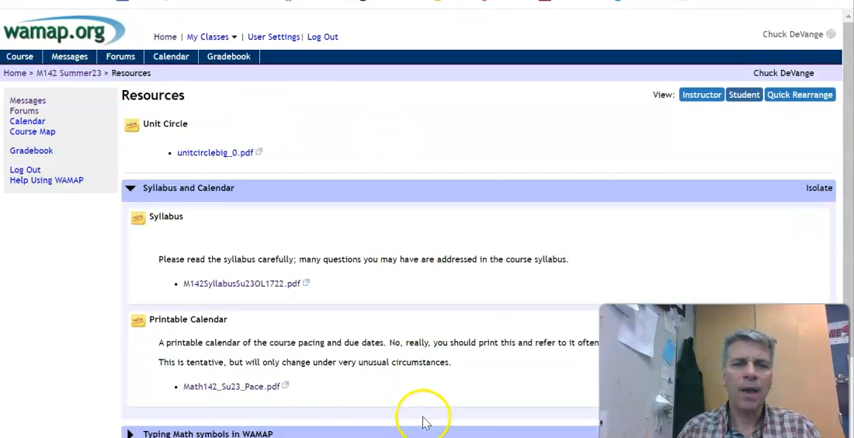 wamap.org
Home | My Classes | User Settings | Log Out
Chuck DeVange
Course Messages Forums Calendar Gradebook
Home > M142 Summer23 > Resources
Chuck DeVange
Messages
Forums
Calendar
Course Map
Gradebook
Log Out
Help Using WAMAP
Resources
View: Instructor Student Quick Rearrange
Unit Circle
• unitcirclebig_0.pdf
Syllabus and Calendar
Isolate
Syllabus
Please read the syllabus carefully; many questions you may have are addressed in the course syllabus.
• M142SyllabusSu23OL1722.pdf
Printable Calendar
A printable calendar of the course pacing and due dates. No, really, you should print this and refer to it often
This is tentative, but will only change under very unusual circumstances.
• Math142_Su23_Pace.pdf
Typing Math symbols in WAMAP